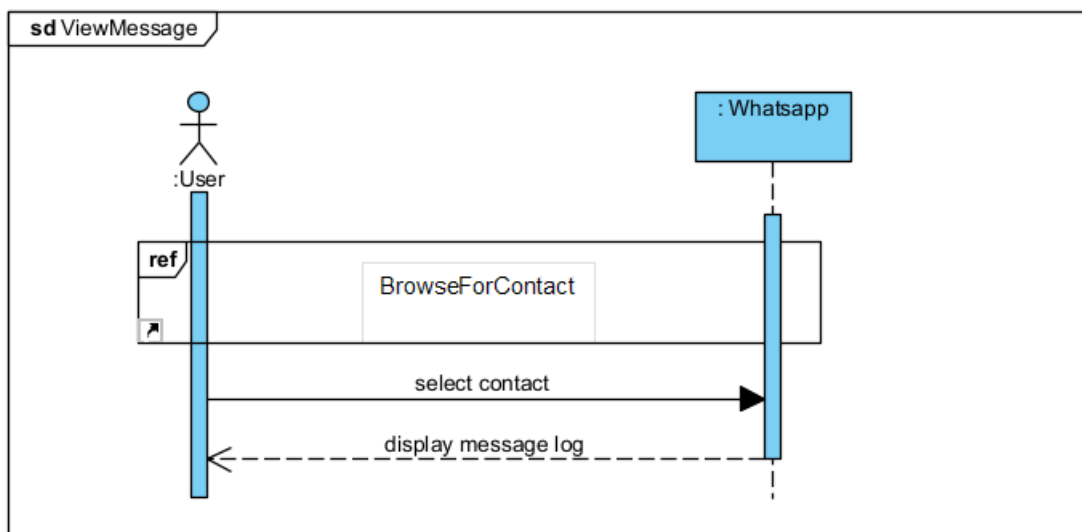 sd ViewMessage
: Whatsapp
:User
ref
BrowseForContact
select contact
display message log